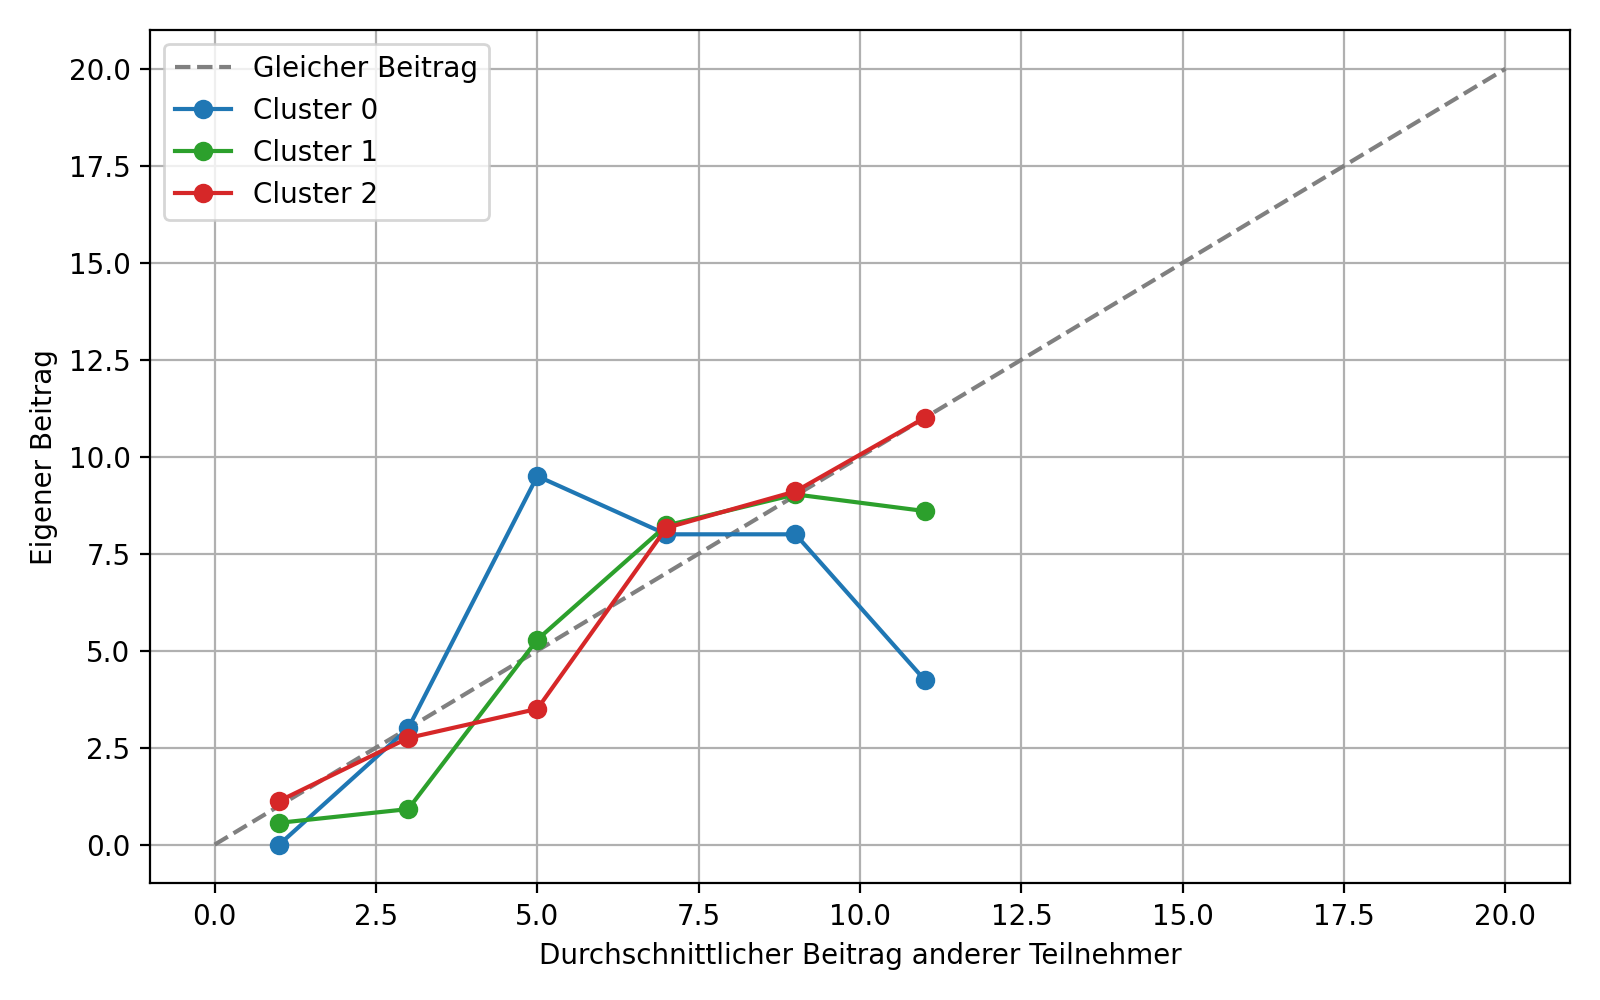 Gleicher Beitrag
Cluster 0
Cluster 1
Cluster 2
Eigener Beitrag
20.0
17.5
15.0
12.5
10.0
7.5
5.0
2.5
0.0
0.0 2.5 5.0 7.5 10.0 12.5 15.0 17.5 20.0
Durchschnittlicher Beitrag anderer Teilnehmer